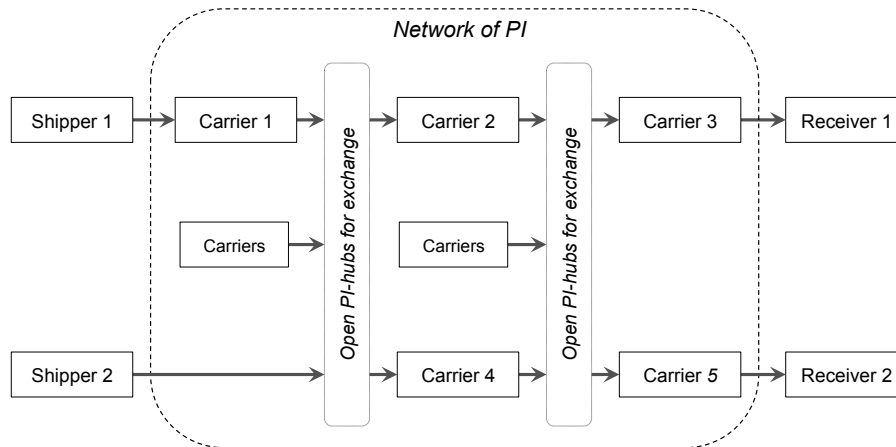 Network of PI
Shipper 1
Carrier 1
Carrier 2
Carrier 3
Receiver 1
Open PI-hubs for exchange
Open PI-hubs for exchange
Carriers
Carriers
Shipper 2
Carrier 4
Carrier 5
Receiver 2